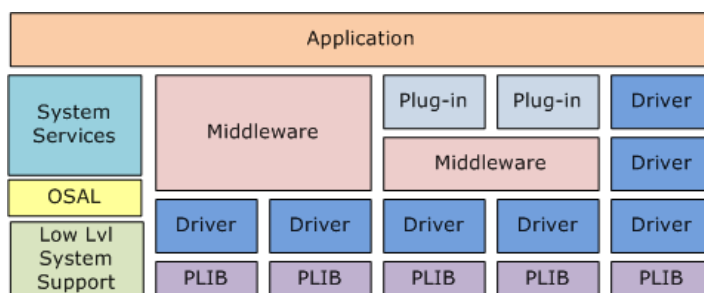 Application
System
Services
Middleware
Plug-in
Plug-in
Driver
Middleware
Driver
OSAL
Driver
Driver
Driver
Driver
Driver
Low Lvl
System
Support
PLIB
PLIB
PLIB
PLIB
PLIB